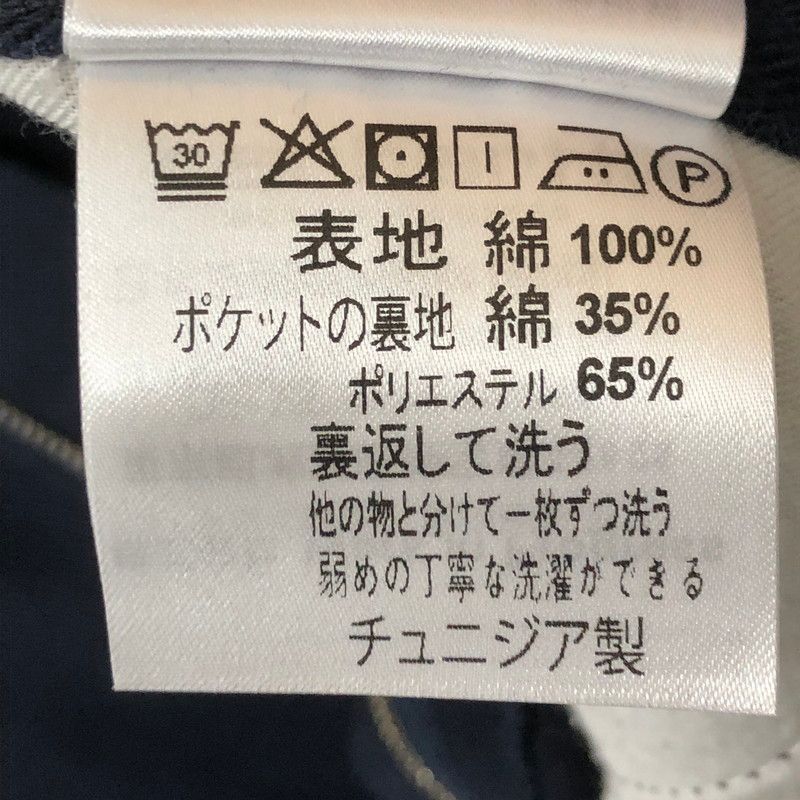 30 P
表地 綿 100%
ポケットの裏地 綿 35%
ポリエステル 65%
裏返して洗う
他の物と分けて一枚ずつ洗う
弱めの丁寧な洗濯ができる
チュニジア製